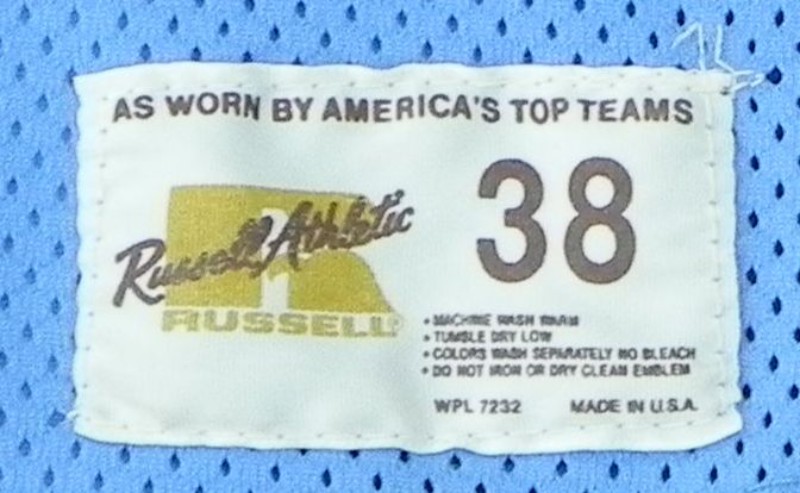 AS WORN BY AMERICA'S TOP TEAMS
38
Russell Athletic
RUSSELL
• MACHINE WASH WARM
• TUMBLE DRY LOW
• COLORS WASH SEPARATELY NO BLEACH
• DO NOT IRON OR DRY CLEAN EMBLEM
WPL 7232 MADE IN U.S.A.